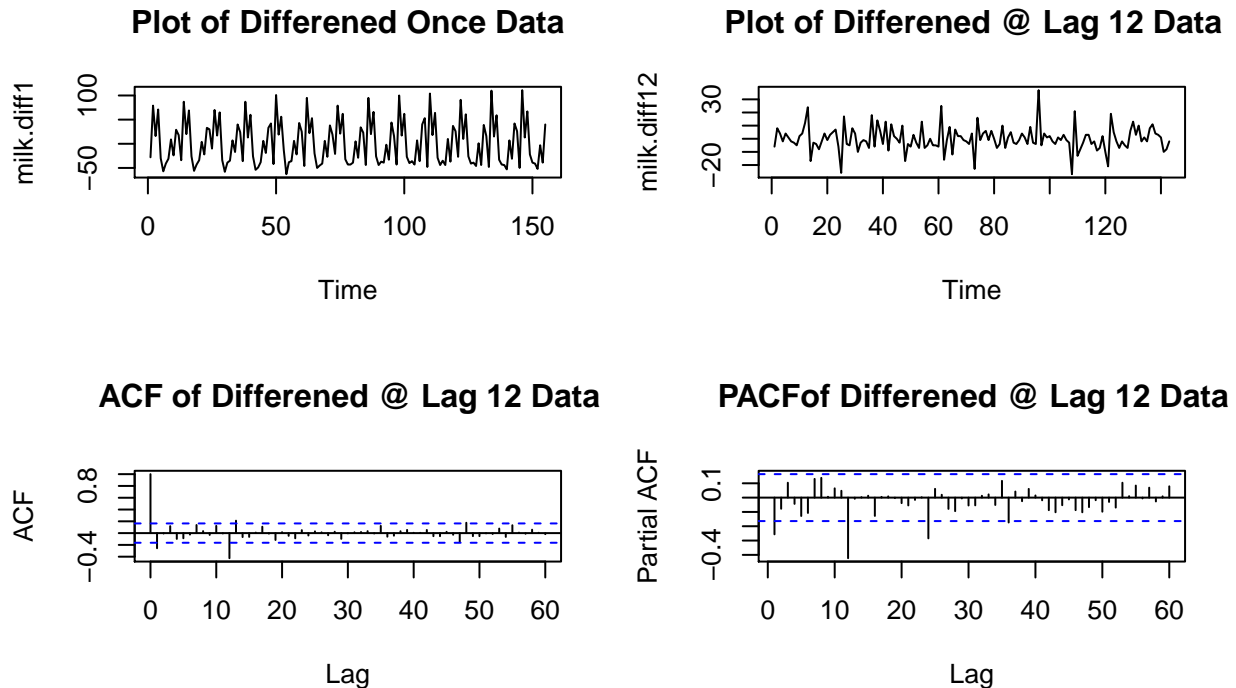 Plot of Differened Once Data
milk.diff1
−50
100
0
50
100
150
Time
Plot of Differened @ Lag 12 Data
milk.diff12
−20
30
0
20
40
60
80
120
Time
ACF of Differened @ Lag 12 Data
ACF
−0.4
0.8
0
10
20
30
40
50
60
Lag
PACFof Differened @ Lag 12 Data
Partial ACF
−0.4
0.1
0
10
20
30
40
50
60
Lag